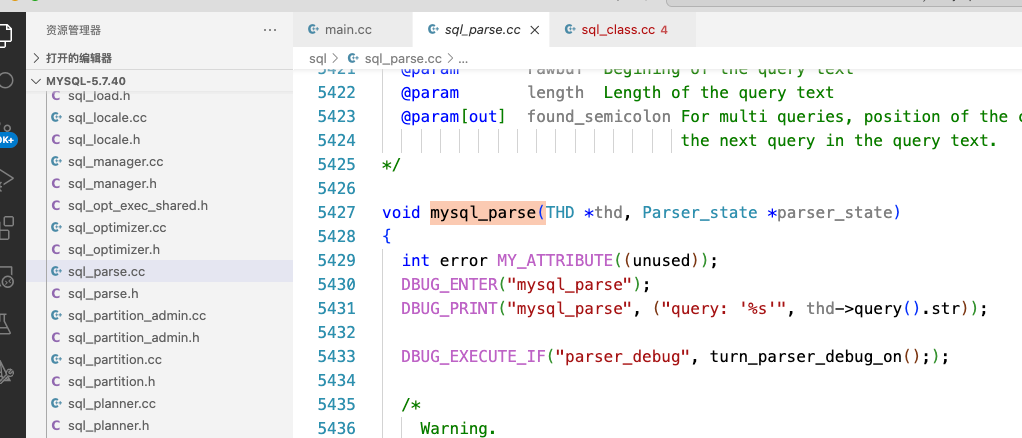 资源管理器
main.cc
sql_parse.cc
sql_class.cc 4
打开的编辑器
sql > sql_parse.cc > ...
MYSQL-5.7.40
sql_load.h
sql_locale.cc
sql_locale.h
sql_manager.cc
sql_manager.h
sql_opt_exec_shared.h
sql_optimizer.cc
sql_optimizer.h
sql_parse.cc
sql_parse.h
sql_partition_admin.cc
sql_partition_admin.h
sql_partition.cc
sql_partition.h
sql_planner.cc
sql_planner.h
0K+
5421 @param rawbuf Begining of the query text
5422 @param length Length of the query text
5423 @param[out] found_semicolon For multi queries, position of the
5424 the next query in the query text.
5425 */
5426
5427 void mysql_parse(THD *thd, Parser_state *parser_state)
5428 {
5429 int error MY_ATTRIBUTE((unused));
5430 DBUG_ENTER("mysql_parse");
5431 DBUG_PRINT("mysql_parse", ("query: '%s'", thd->query().str));
5432
5433 DBUG_EXECUTE_IF("parser_debug", turn_parser_debug_on(););
5434
5435 /*
5436 Warning.